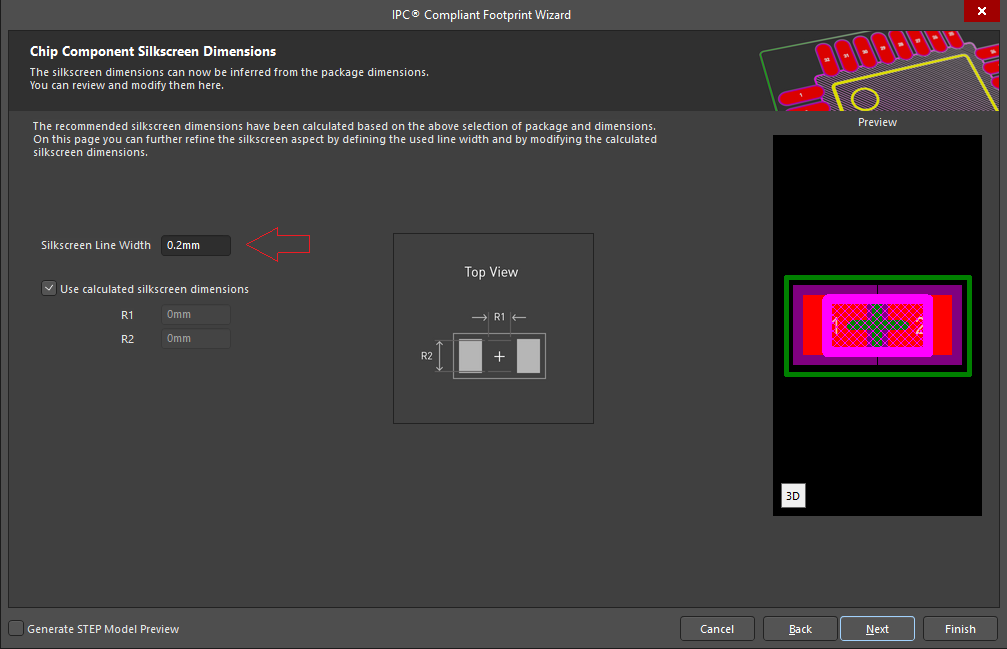 IPC® Compliant Footprint Wizard
Chip Component Silkscreen Dimensions
The silkscreen dimensions can now be inferred from the package dimensions.
You can review and modify them here.
The recommended silkscreen dimensions have been calculated based on the above selection of package and dimensions.
On this page you can further refine the silkscreen aspect by defining the used line width and by modifying the calculated
silkscreen dimensions.
Preview
Silkscreen Line Width 0.2mm
Use calculated silkscreen dimensions
R1 0mm
R2 0mm
Top View
R1
R2
1 2
3D
Generate STEP Model Preview
Cancel Back Next Finish